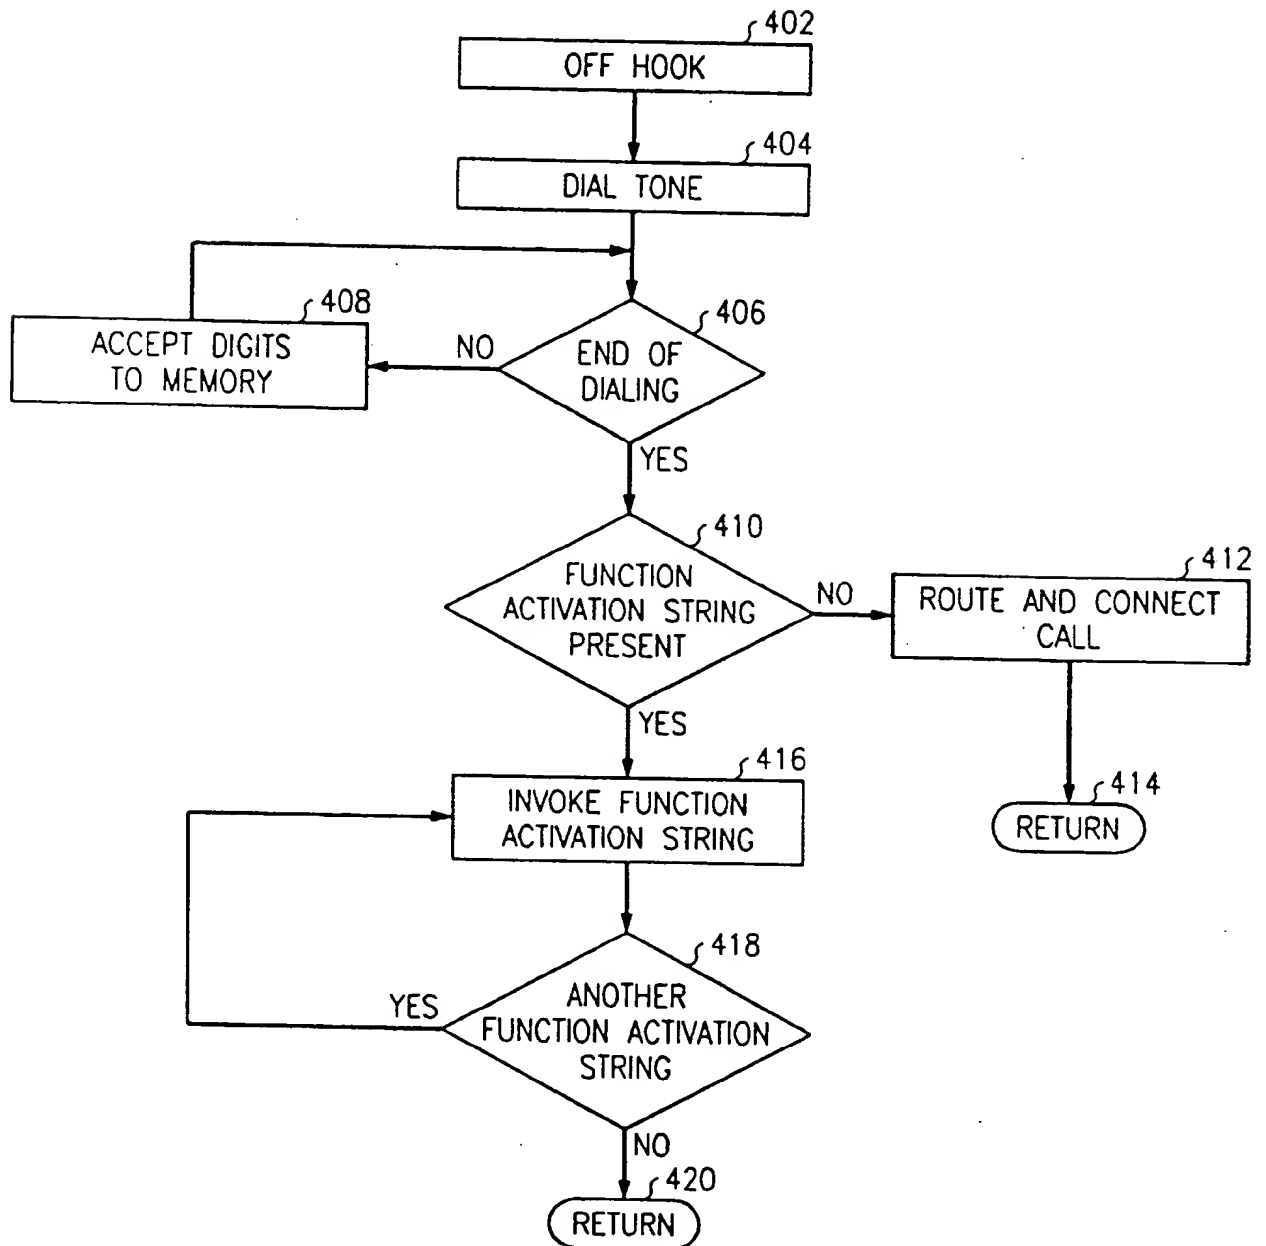 402
OFF HOOK
404
DIAL TONE
408
ACCEPT DIGITS
TO MEMORY
NO
406
END OF
DIALING
YES
410
FUNCTION
ACTIVATION STRING
PRESENT
NO
412
ROUTE AND CONNECT
CALL
414
RETURN
YES
416
INVOKE FUNCTION
ACTIVATION STRING
418
YES
ANOTHER
FUNCTION ACTIVATION
STRING
NO
420
RETURN